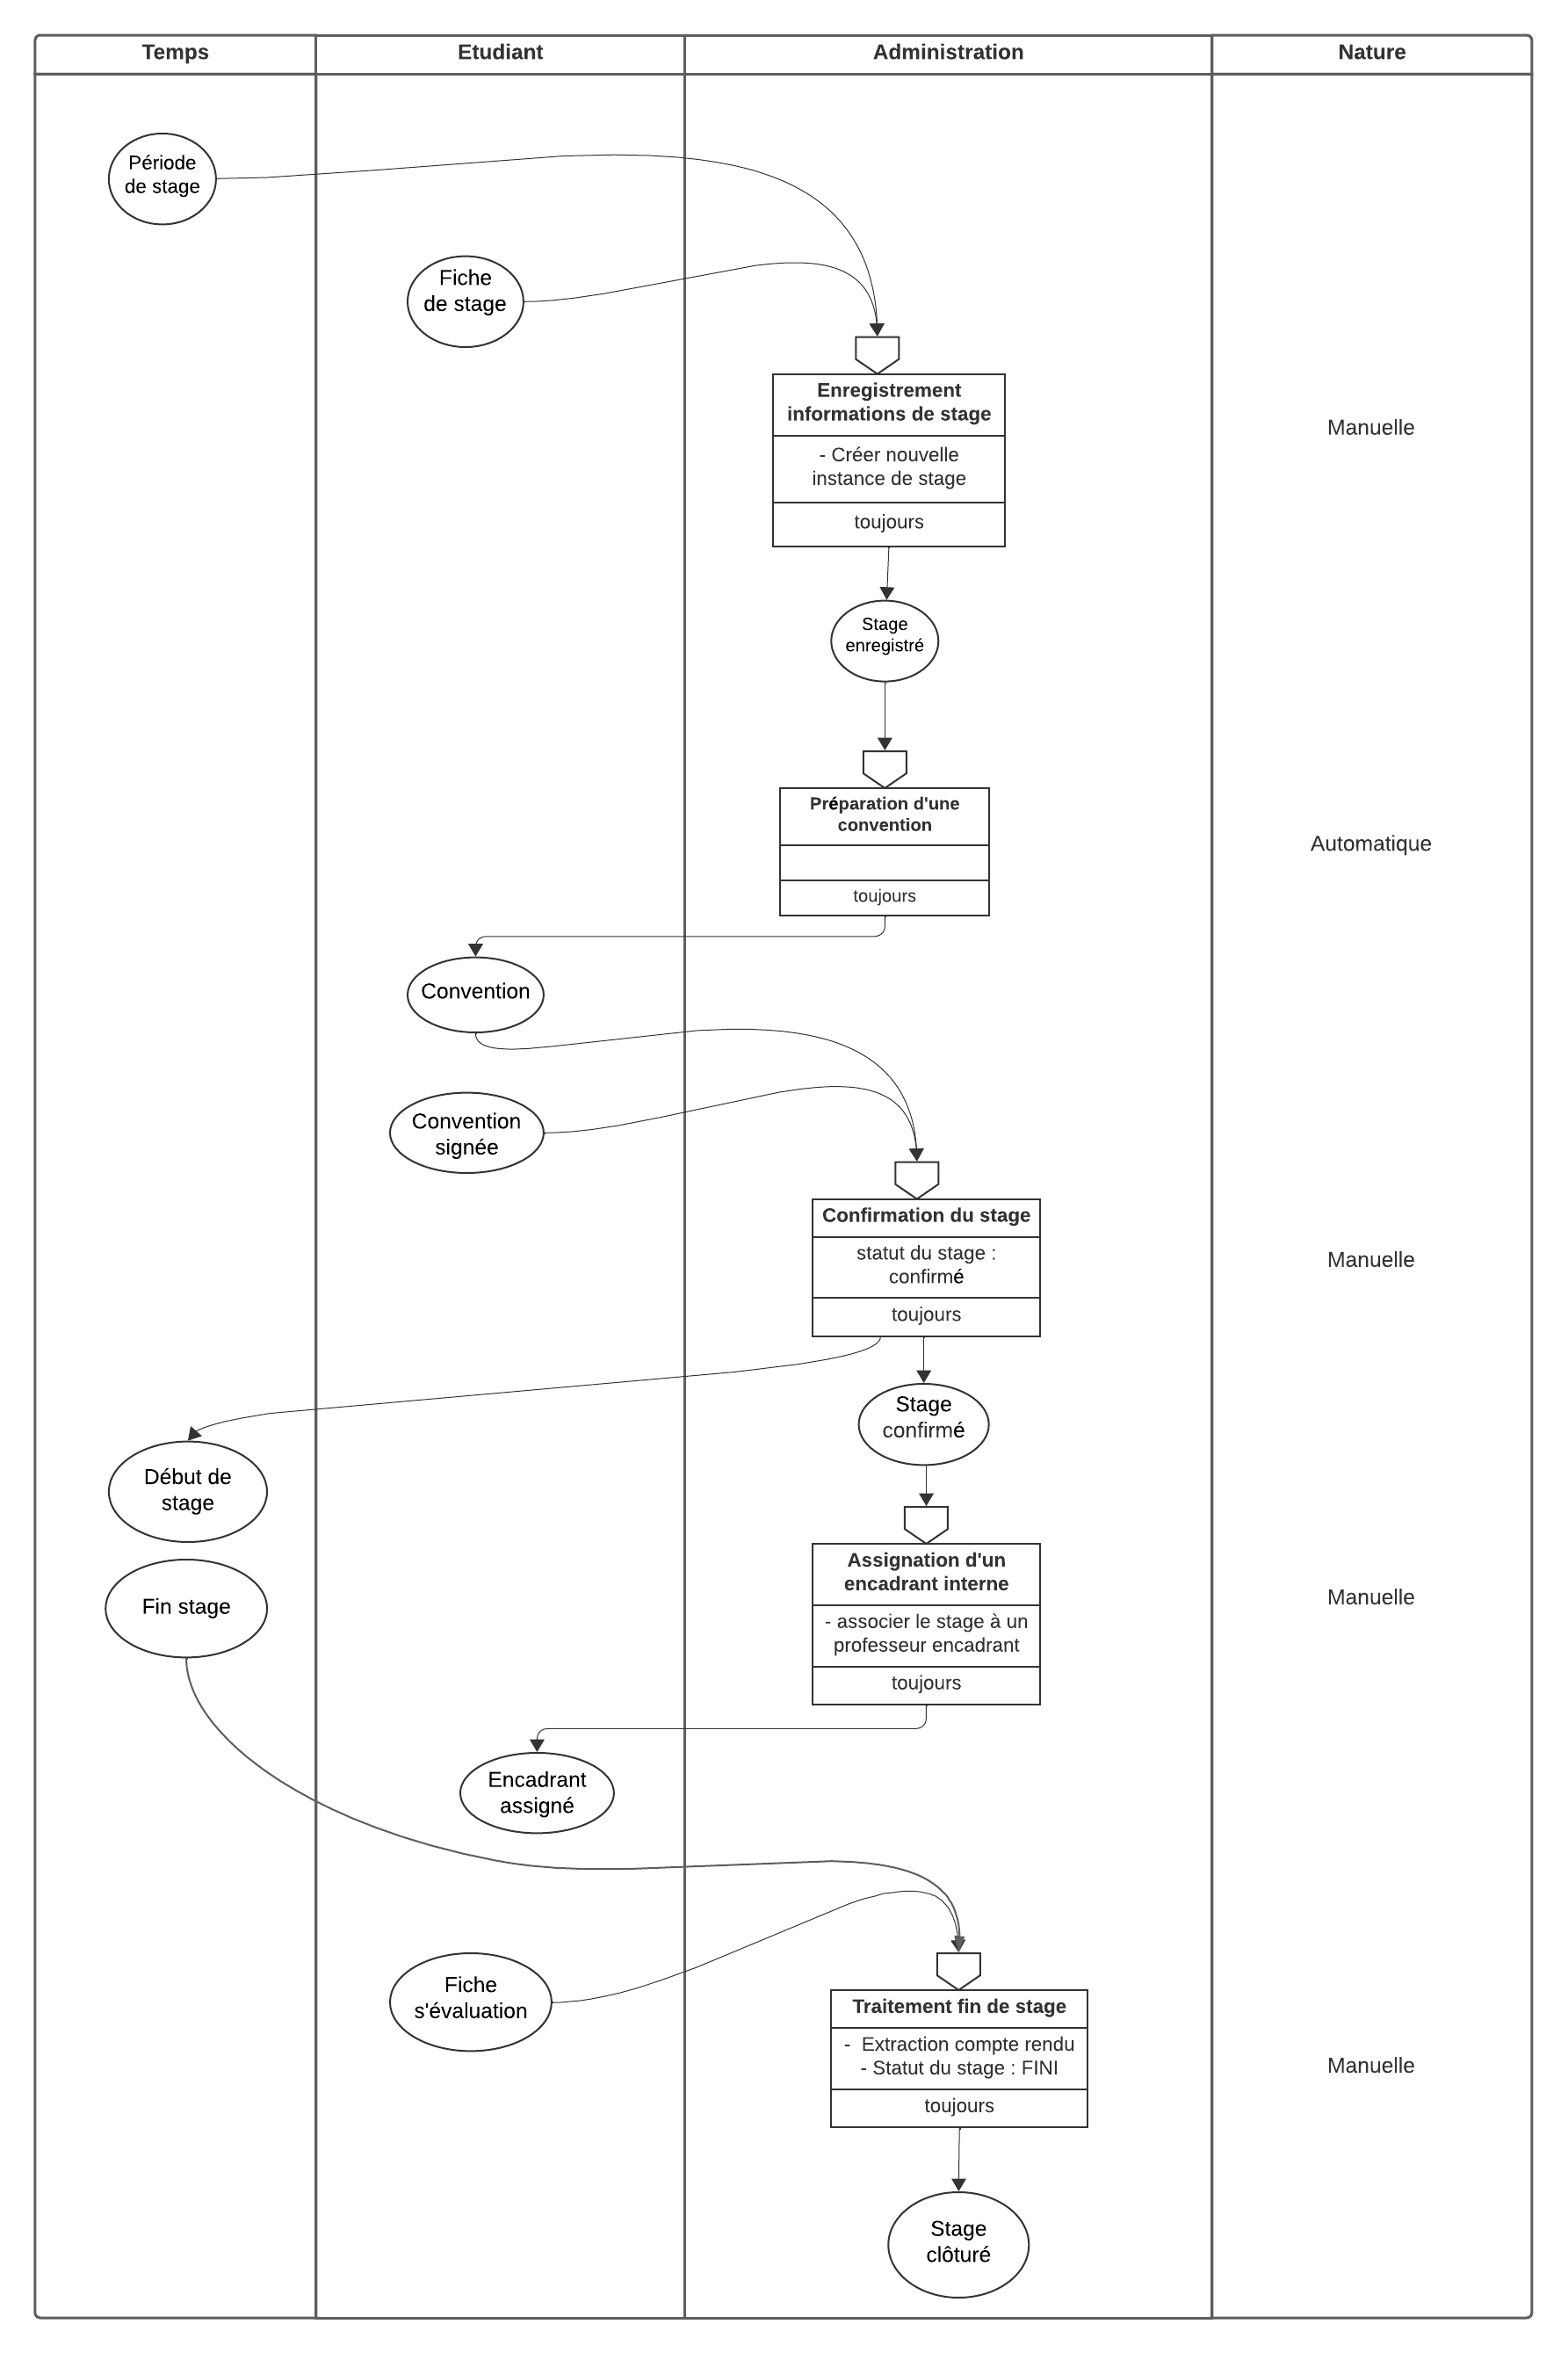 Temps
Etudiant
Administration
Nature
Période
de stage
Fiche
de stage
Enregistrement
informations de stage
- Créer nouvelle
instance de stage
toujours
Manuelle
Stage
enregistré
Préparation d'une
convention
toujours
Automatique
Convention
Convention
signée
Confirmation du stage
statut du stage :
confirmé
toujours
Manuelle
Stage
confirmé
Début de
stage
Fin stage
Assignation d'un
encadrant interne
- associer le stage à un
professeur encadrant
toujours
Manuelle
Encadrant
assigné
Fiche
s'évaluation
Traitement fin de stage
- Extraction compte rendu
- Statut du stage : FINI
toujours
Manuelle
Stage
clôturé